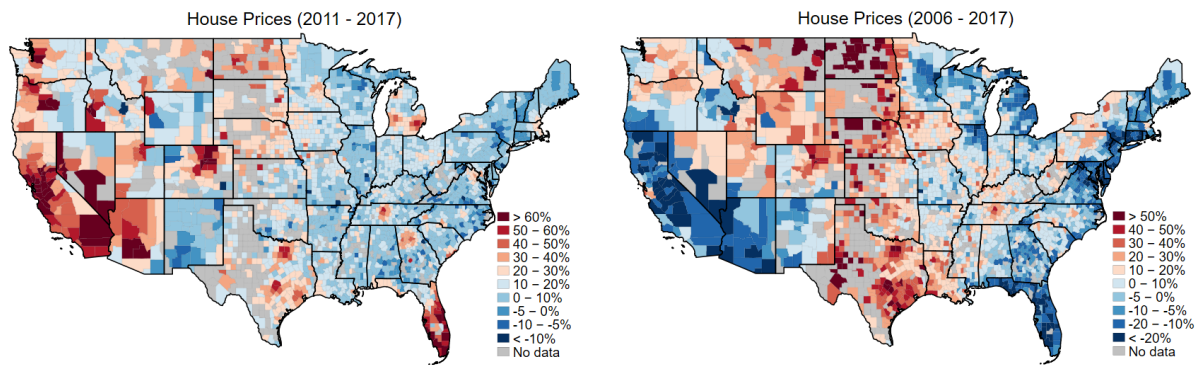 House Prices (2011 - 2017)
> 60%
50 – 60%
40 – 50%
30 – 40%
20 – 30%
10 – 20%
0 – 10%
-5 – 0%
-10 – -5%
< -10%
No data
House Prices (2006 - 2017)
> 50%
40 – 50%
30 – 40%
20 – 30%
10 – 20%
0 – 10%
-5 – 0%
-10 – -5%
-20 – -10%
< -20%
No data